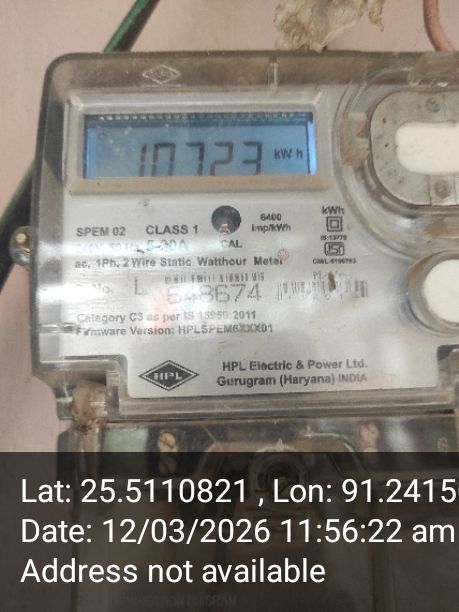 10723 kWh
SPEM 02 CLASS 1
6400 imp/kWh
240V, 50 Hz, 5-30A CAL
ac, 1Ph, 2 Wire Static Watthour Meter
kWh
IS:13779
L 648674
Category C3 as per IS 15959:2011
Firmware Version: HPLSPEM6XXX01
HPL
HPL Electric & Power Ltd.
Gurugram (Haryana) INDIA
Lat: 25.5110821 , Lon: 91.2415
Date: 12/03/2026 11:56:22 am
Address not available